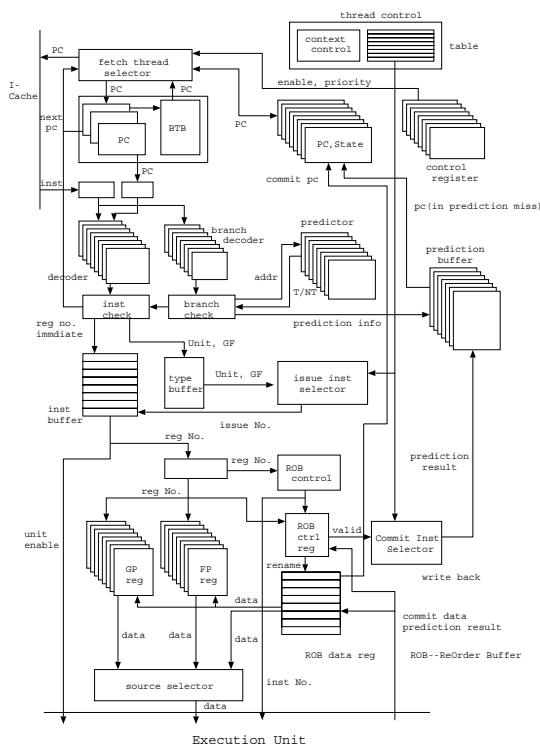 thread control
context
control
table
PC
fetch thread
selector
I-
Cache
PC
PC
enable, priority
next
pc
BTB
PC
PC
PC,State
control
register
PC
commit pc
inst
pc(in prediction miss)
branch
decoder
predictor
prediction
buffer
decoder
addr
T/NT
inst
check
branch
check
reg no.
immdiate
prediction info
Unit, GF
type
buffer
Unit, GF
issue inst
selector
inst
buffer
issue No.
reg No.
prediction
result
reg No.
ROB
control
reg No.
unit
enable
ROB
ctrl
reg
valid
Commit Inst
Selector
GP
reg
FP
reg
rename
write back
data
commit data
prediction result
data
data
data
ROB data reg
ROB--ReOrder Buffer
source selector
inst No.
data
Execution Unit